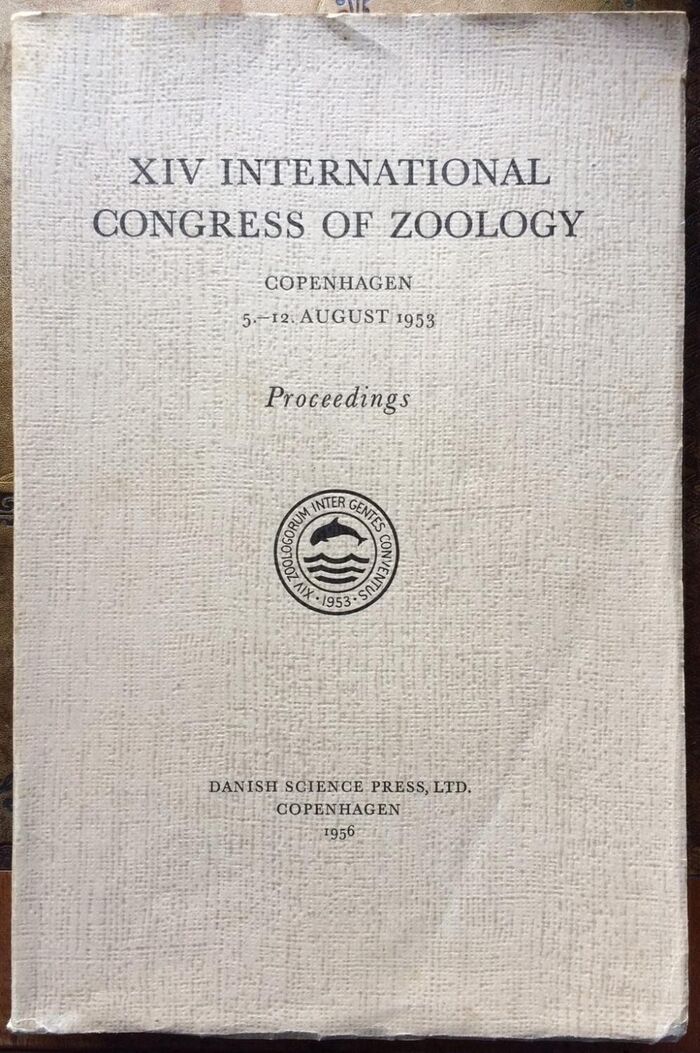 XIV INTERNATIONAL
CONGRESS OF ZOOLOGY
COPENHAGEN
5.–12. AUGUST 1953
Proceedings
XIV ZOOLOGORUM INTER GENTES CONVENTUS
· 1953 ·
DANISH SCIENCE PRESS, LTD.
COPENHAGEN
1956